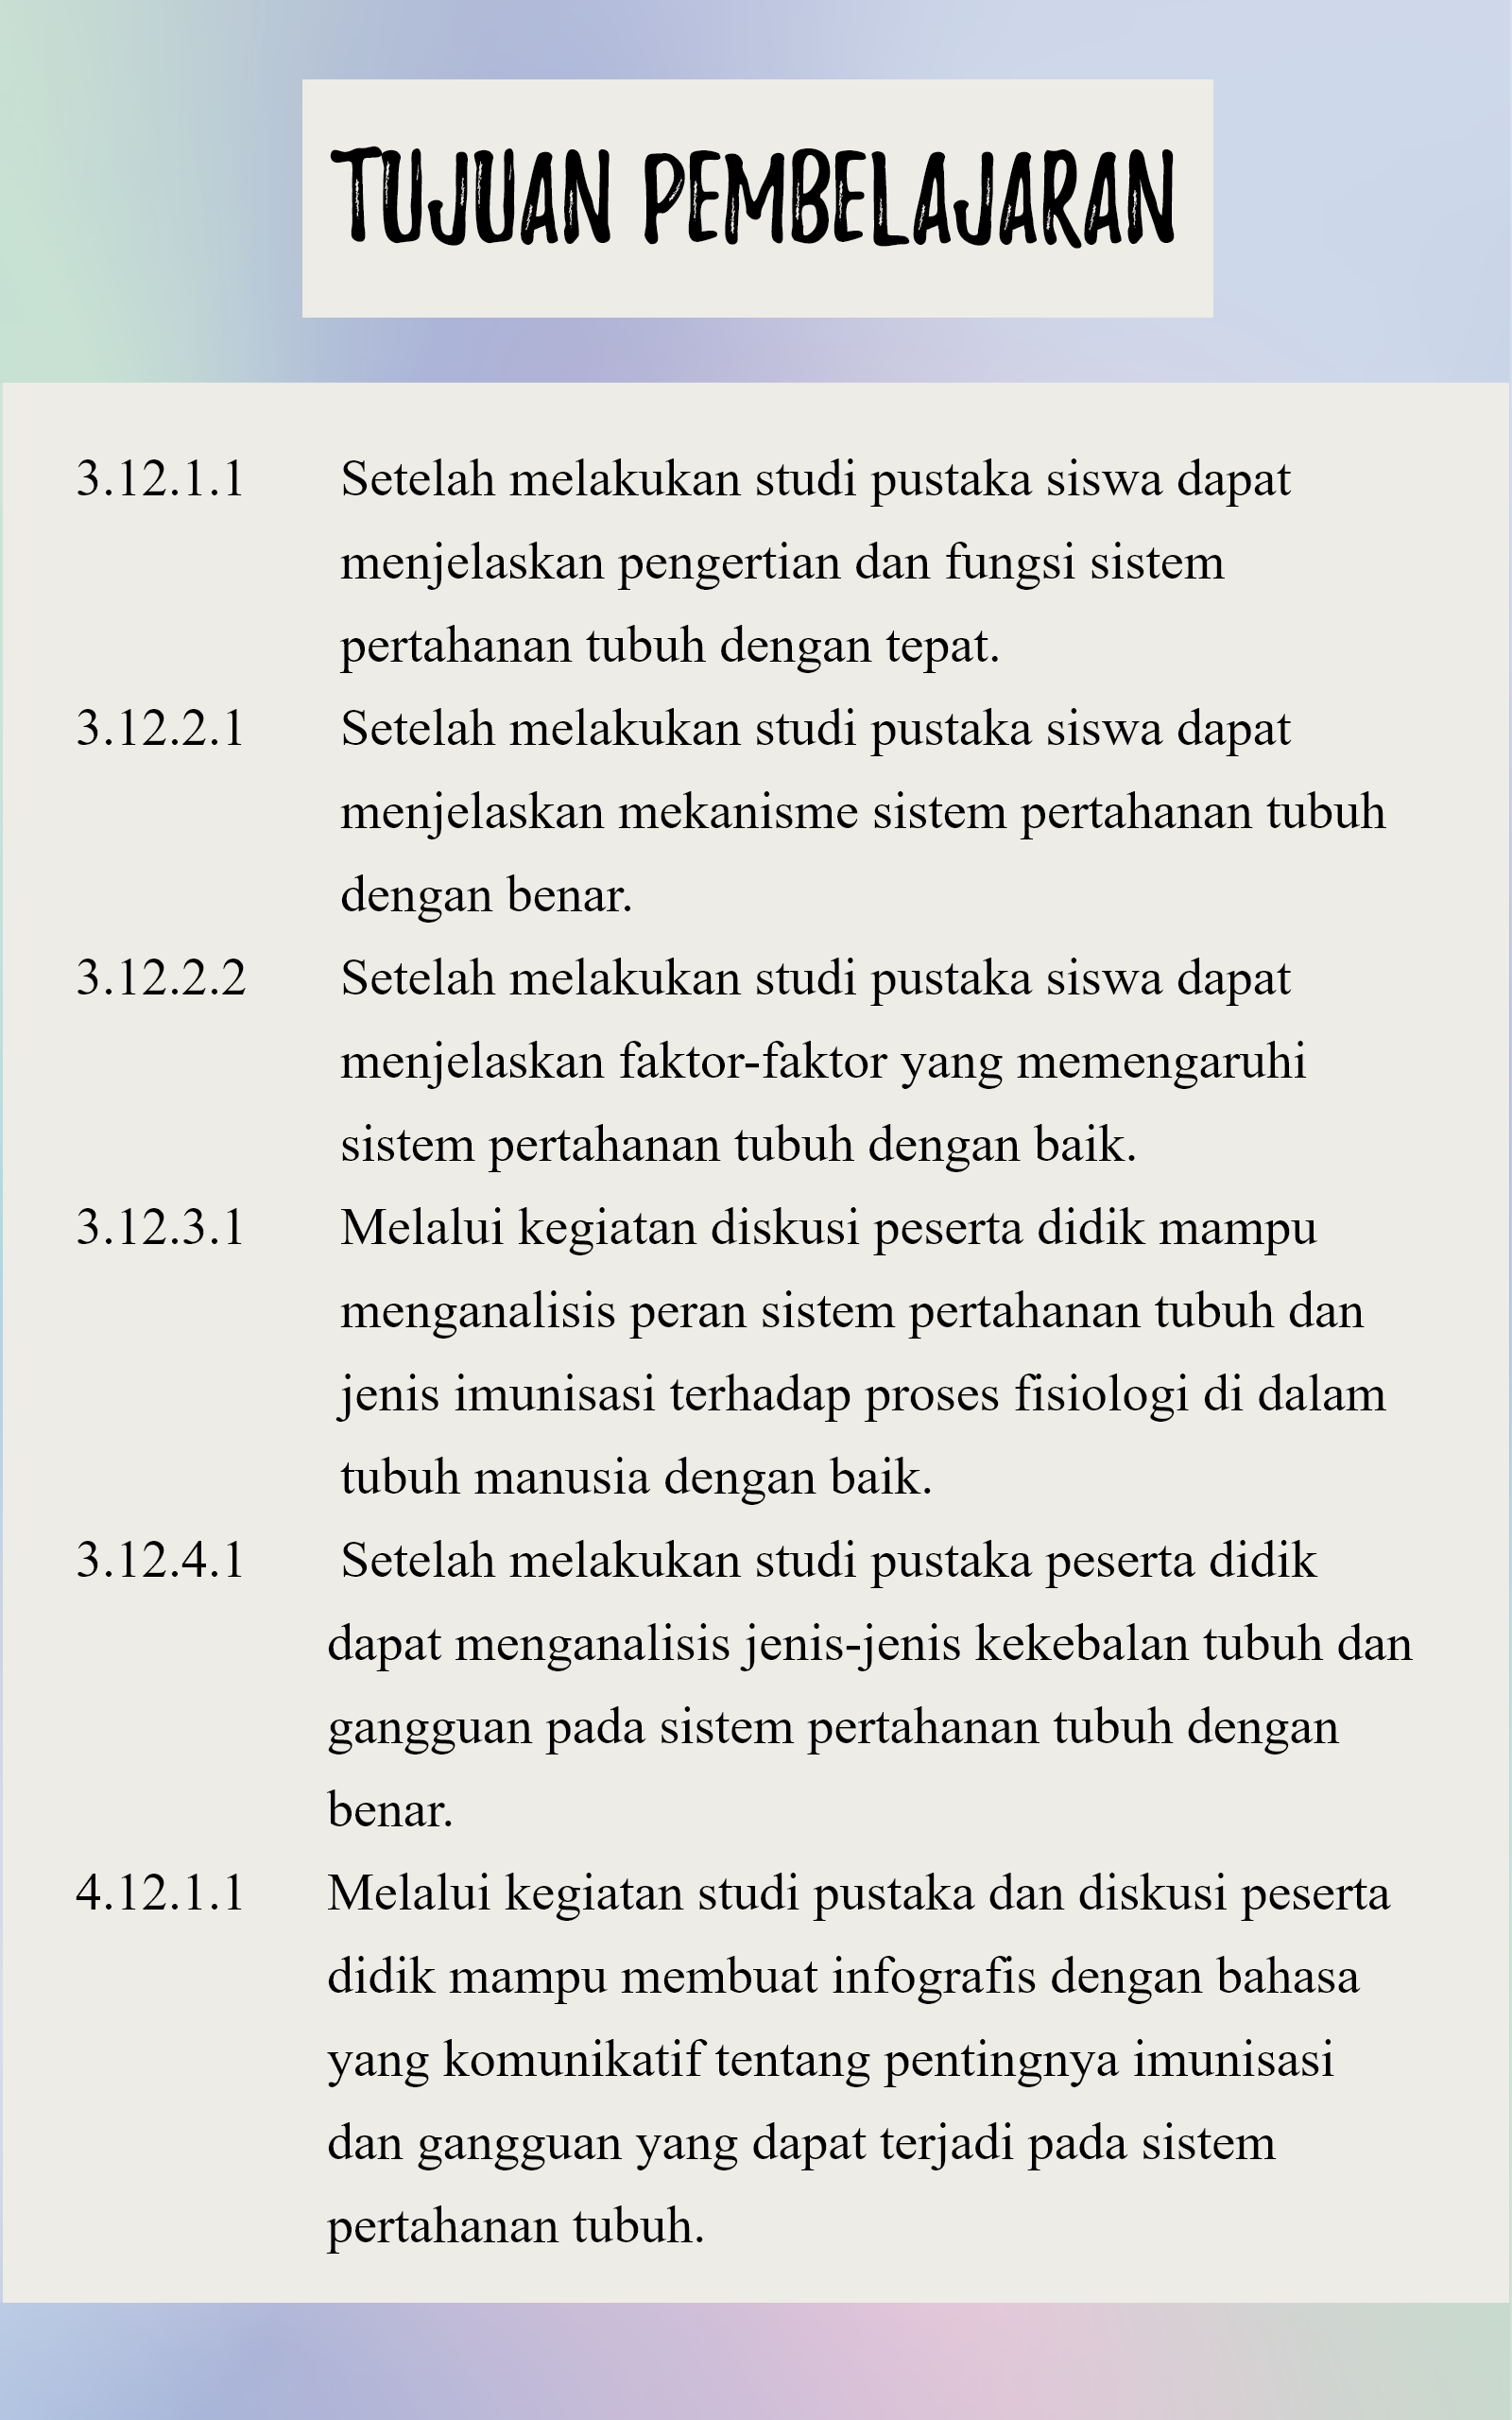 TUJUAN PEMBELAJARAN
3.12.1.1 Setelah melakukan studi pustaka siswa dapat
menjelaskan pengertian dan fungsi sistem
pertahanan tubuh dengan tepat.
3.12.2.1 Setelah melakukan studi pustaka siswa dapat
menjelaskan mekanisme sistem pertahanan tubuh
dengan benar.
3.12.2.2 Setelah melakukan studi pustaka siswa dapat
menjelaskan faktor-faktor yang memengaruhi
sistem pertahanan tubuh dengan baik.
3.12.3.1 Melalui kegiatan diskusi peserta didik mampu
menganalisis peran sistem pertahanan tubuh dan
jenis imunisasi terhadap proses fisiologi di dalam
tubuh manusia dengan baik.
3.12.4.1 Setelah melakukan studi pustaka peserta didik
dapat menganalisis jenis-jenis kekebalan tubuh dan
gangguan pada sistem pertahanan tubuh dengan
benar.
4.12.1.1 Melalui kegiatan studi pustaka dan diskusi peserta
didik mampu membuat infografis dengan bahasa
yang komunikatif tentang pentingnya imunisasi
dan gangguan yang dapat terjadi pada sistem
pertahanan tubuh.